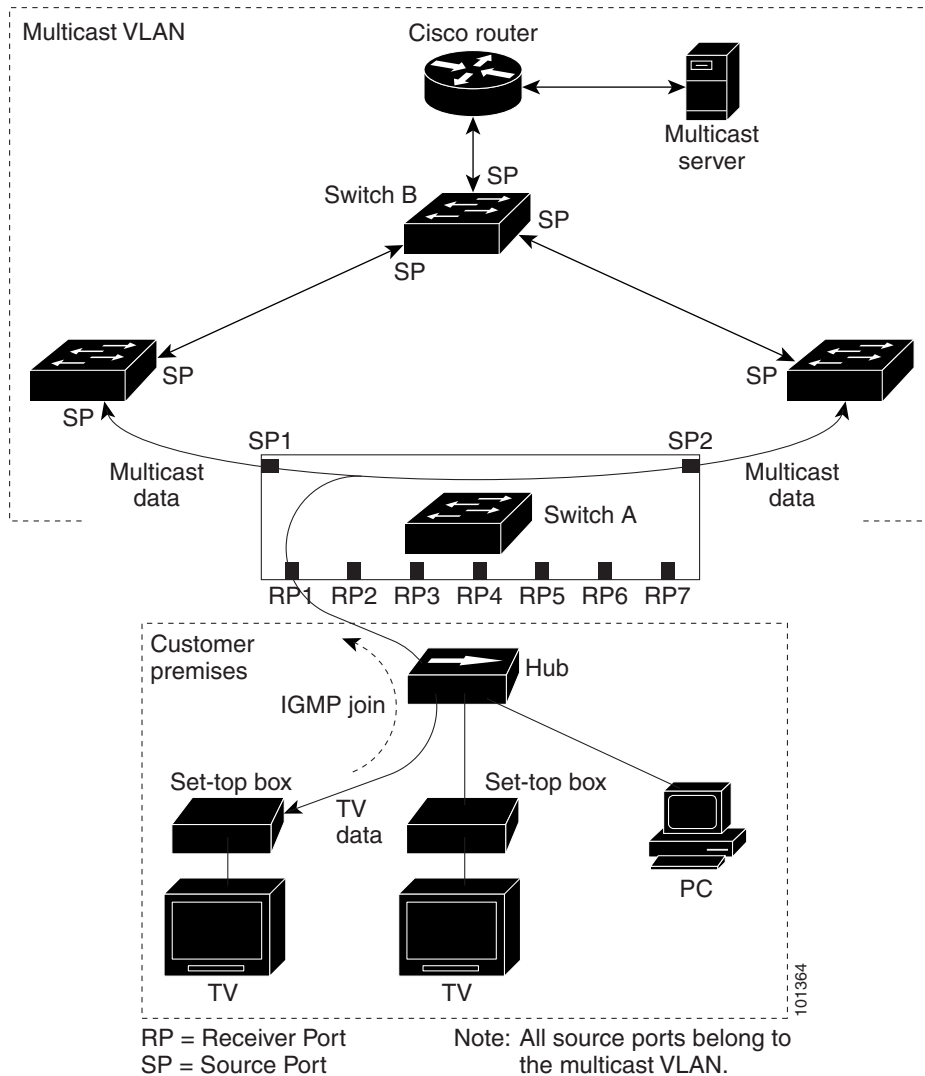 Multicast VLAN
Cisco router
Multicast
server
SP
Switch B
SP
SP
SP
SP
SP
SP1
SP2
Multicast
data
Multicast
data
Switch A
RP1 RP2 RP3 RP4 RP5 RP6 RP7
Customer
premises
Hub
IGMP join
Set-top box
TV
data
Set-top box
PC
TV
TV
101364
RP = Receiver Port
SP = Source Port
Note: All source ports belong to
the multicast VLAN.